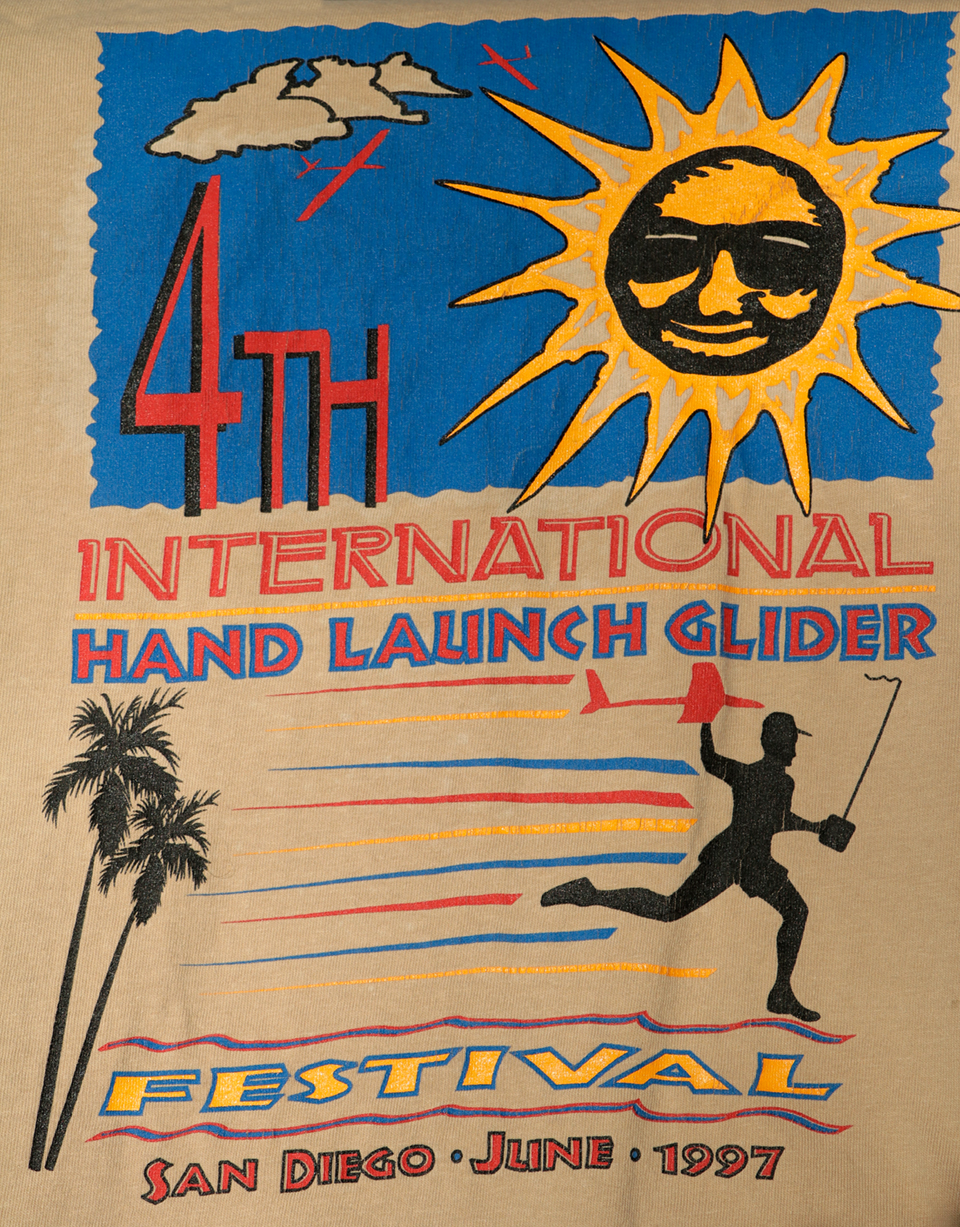 4TH
INTERNATIONAL
HAND LAUNCH GLIDER
FESTIVAL
SAN DIEGO • JUNE • 1997